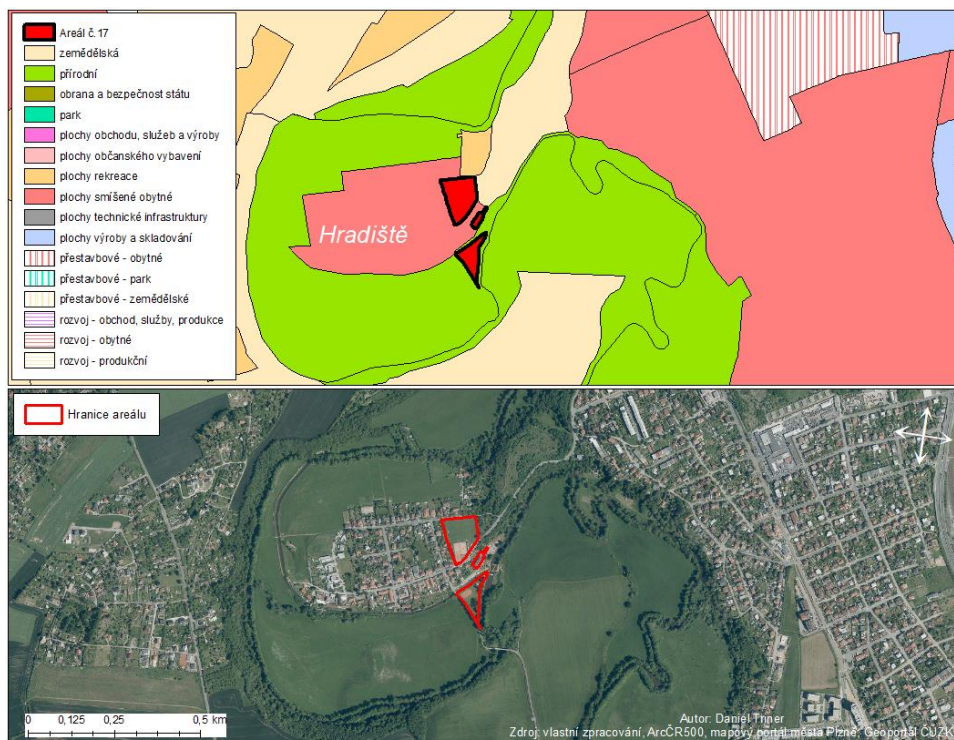 Areál č.17
zemědělská
přírodní
obrana a bezpečnost státu
park
plochy obchodu, služeb a výroby
plochy občanského vybavení
plochy rekreace
plochy smíšené obytné
plochy technické infrastruktury
plochy výroby a skladování
přestavbové - obytné
přestavbové - park
přestavbové - zemědělské
rozvoj - obchod, služby, produkce
rozvoj - obytné
rozvoj - produkční
Hradiště
Hranice areálu
0 0,125 0,25 0,5 km
Autor: Daniel Triner
Zdroj: vlastní zpracování, ArcČR500, mapový portál města Plzně, Geoportál ČÚZK